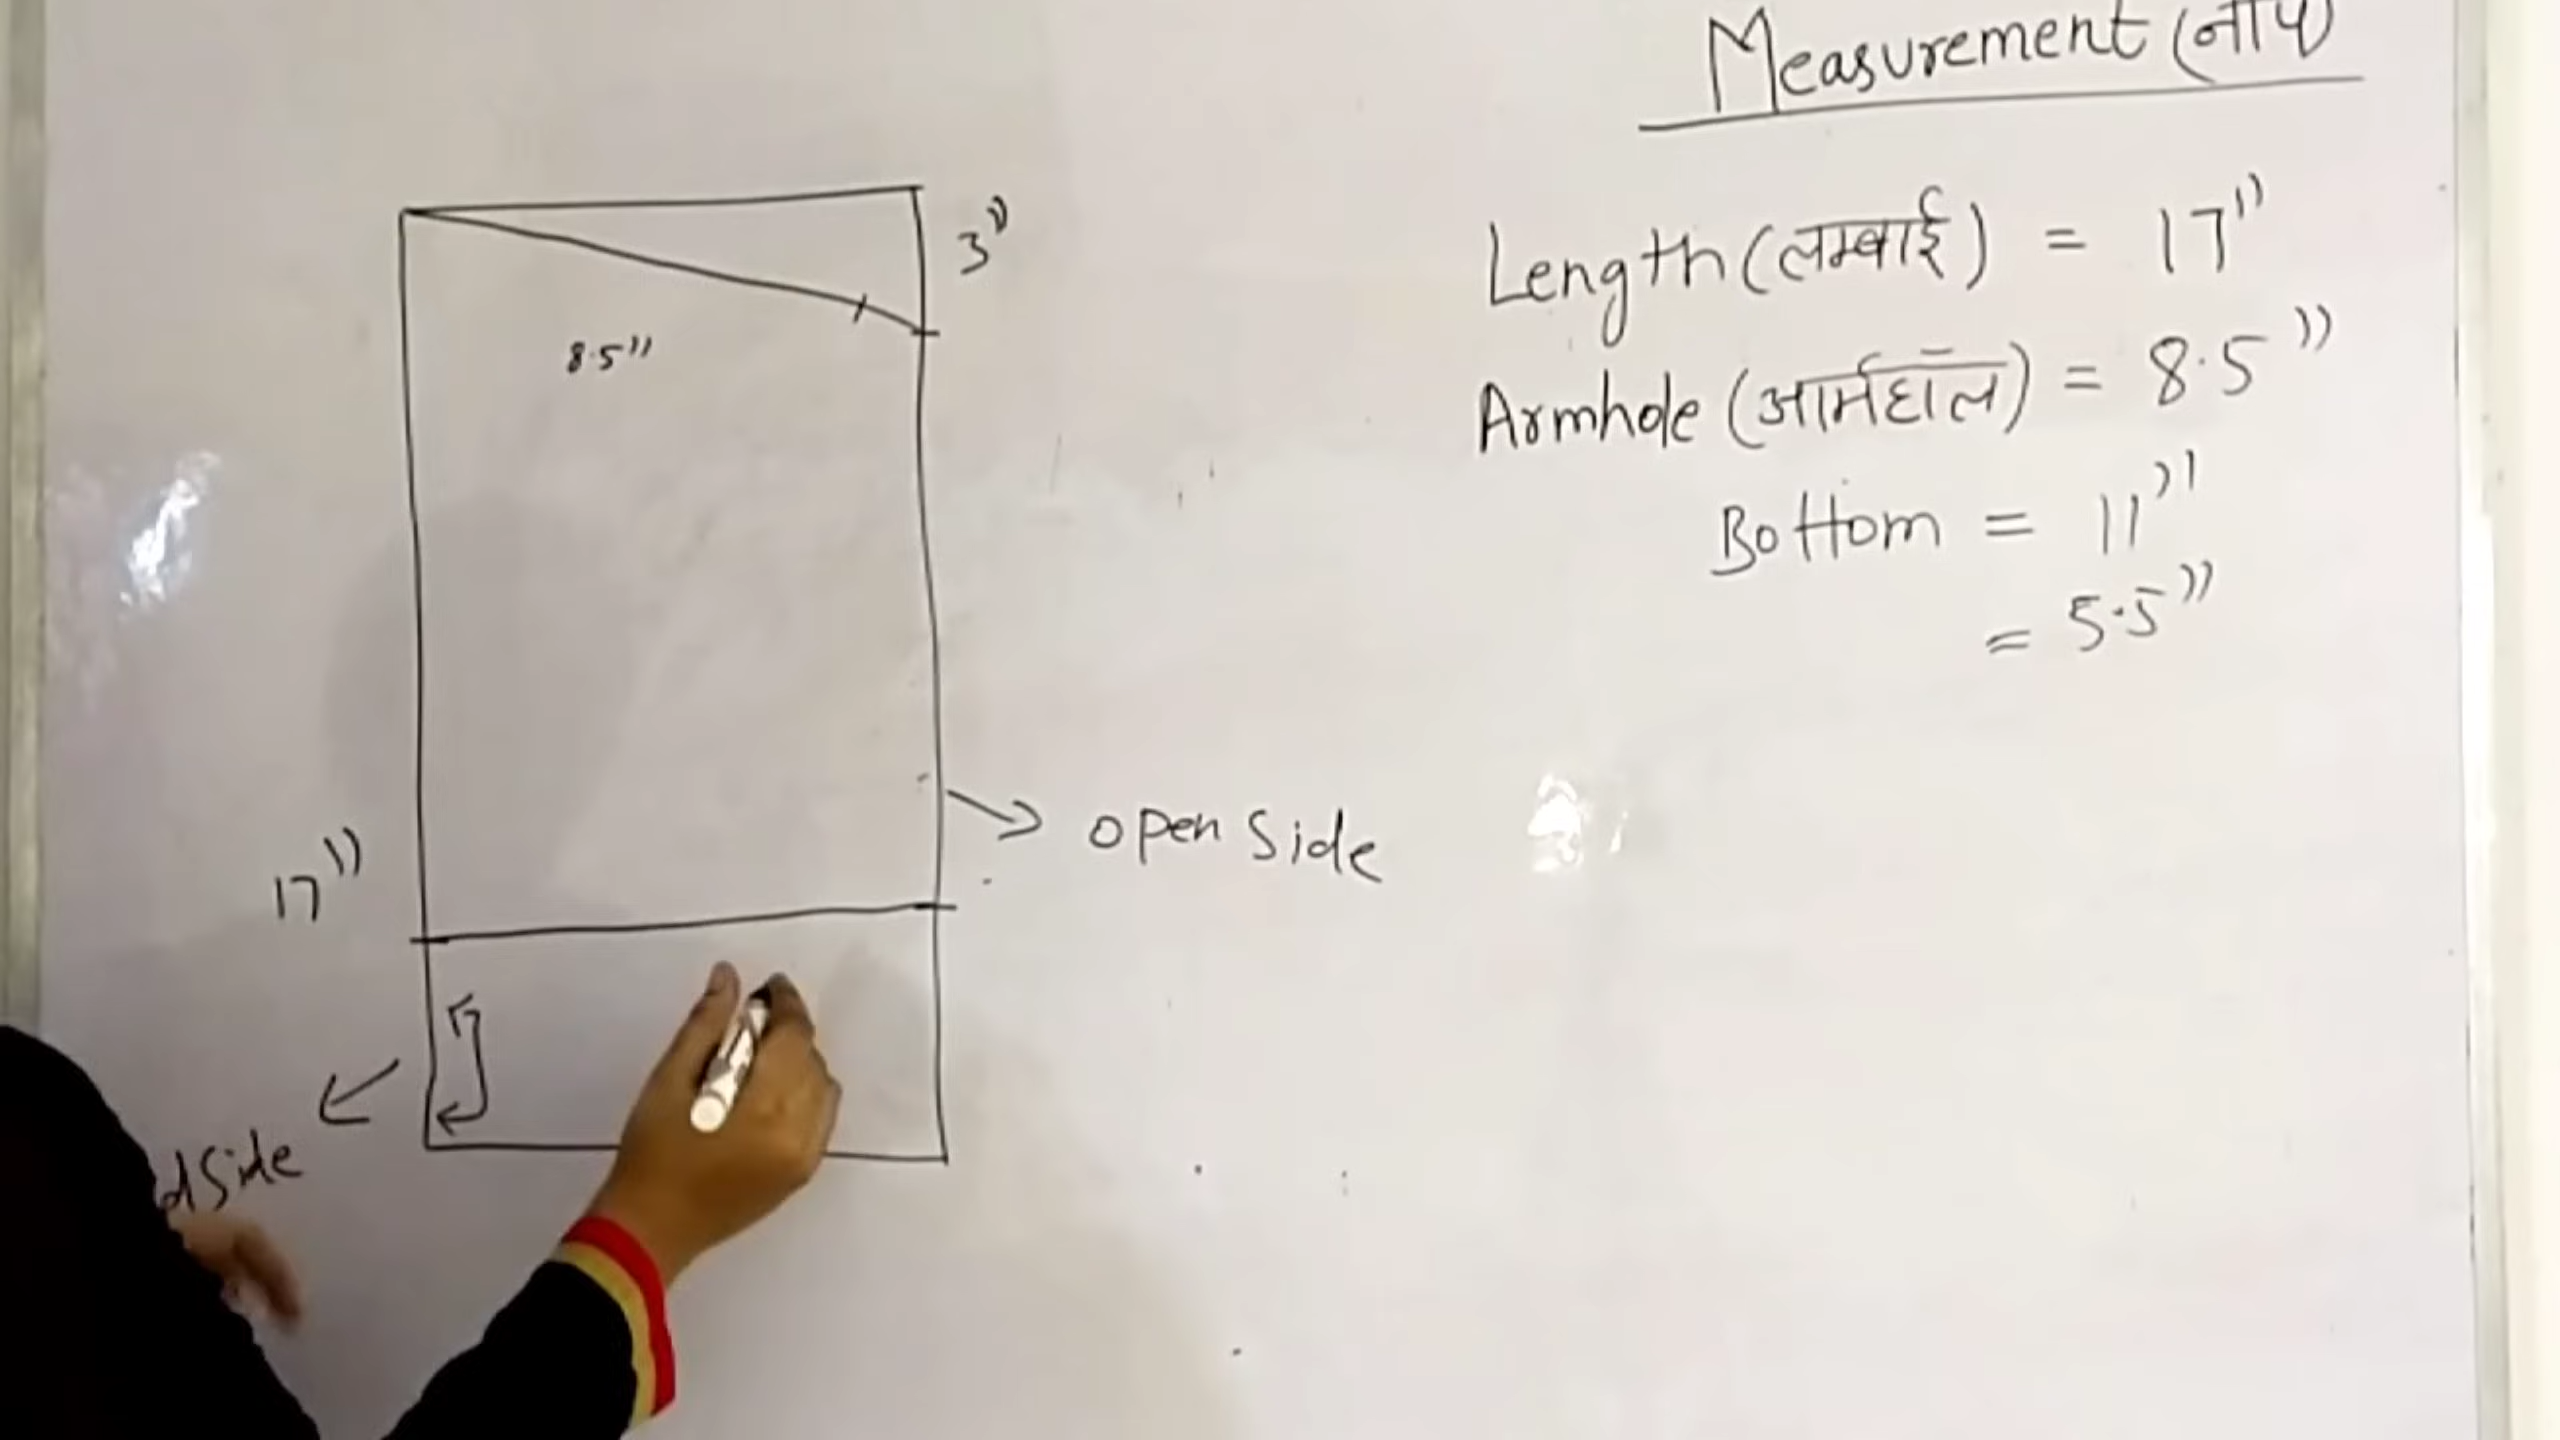 Measurement (नाप)
Length (लम्बाई) = 17"
Armhole (आर्महॉल) = 8.5"
Bottom = 11"
= 5.5"
3"
8.5"
17"
open Side
Side